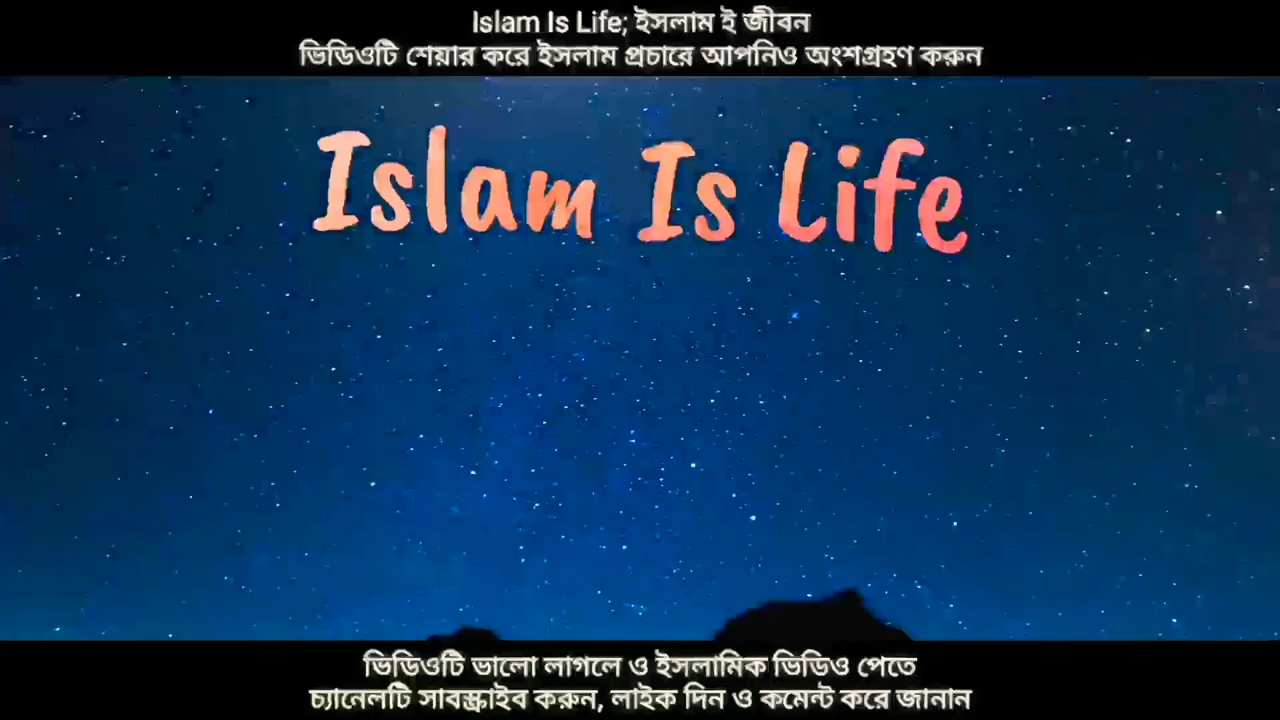 Islam Is Life; ইসলাম ই জীবন
ভিডিওটি শেয়ার করে ইসলাম প্রচারে আপনিও অংশগ্রহণ করুন
Islam Is Life
ভিডিওটি ভালো লাগলে ও ইসলামিক ভিডিও পেতে
চ্যানেলটি সাবস্ক্রাইব করুন, লাইক দিন ও কমেন্ট করে জানান